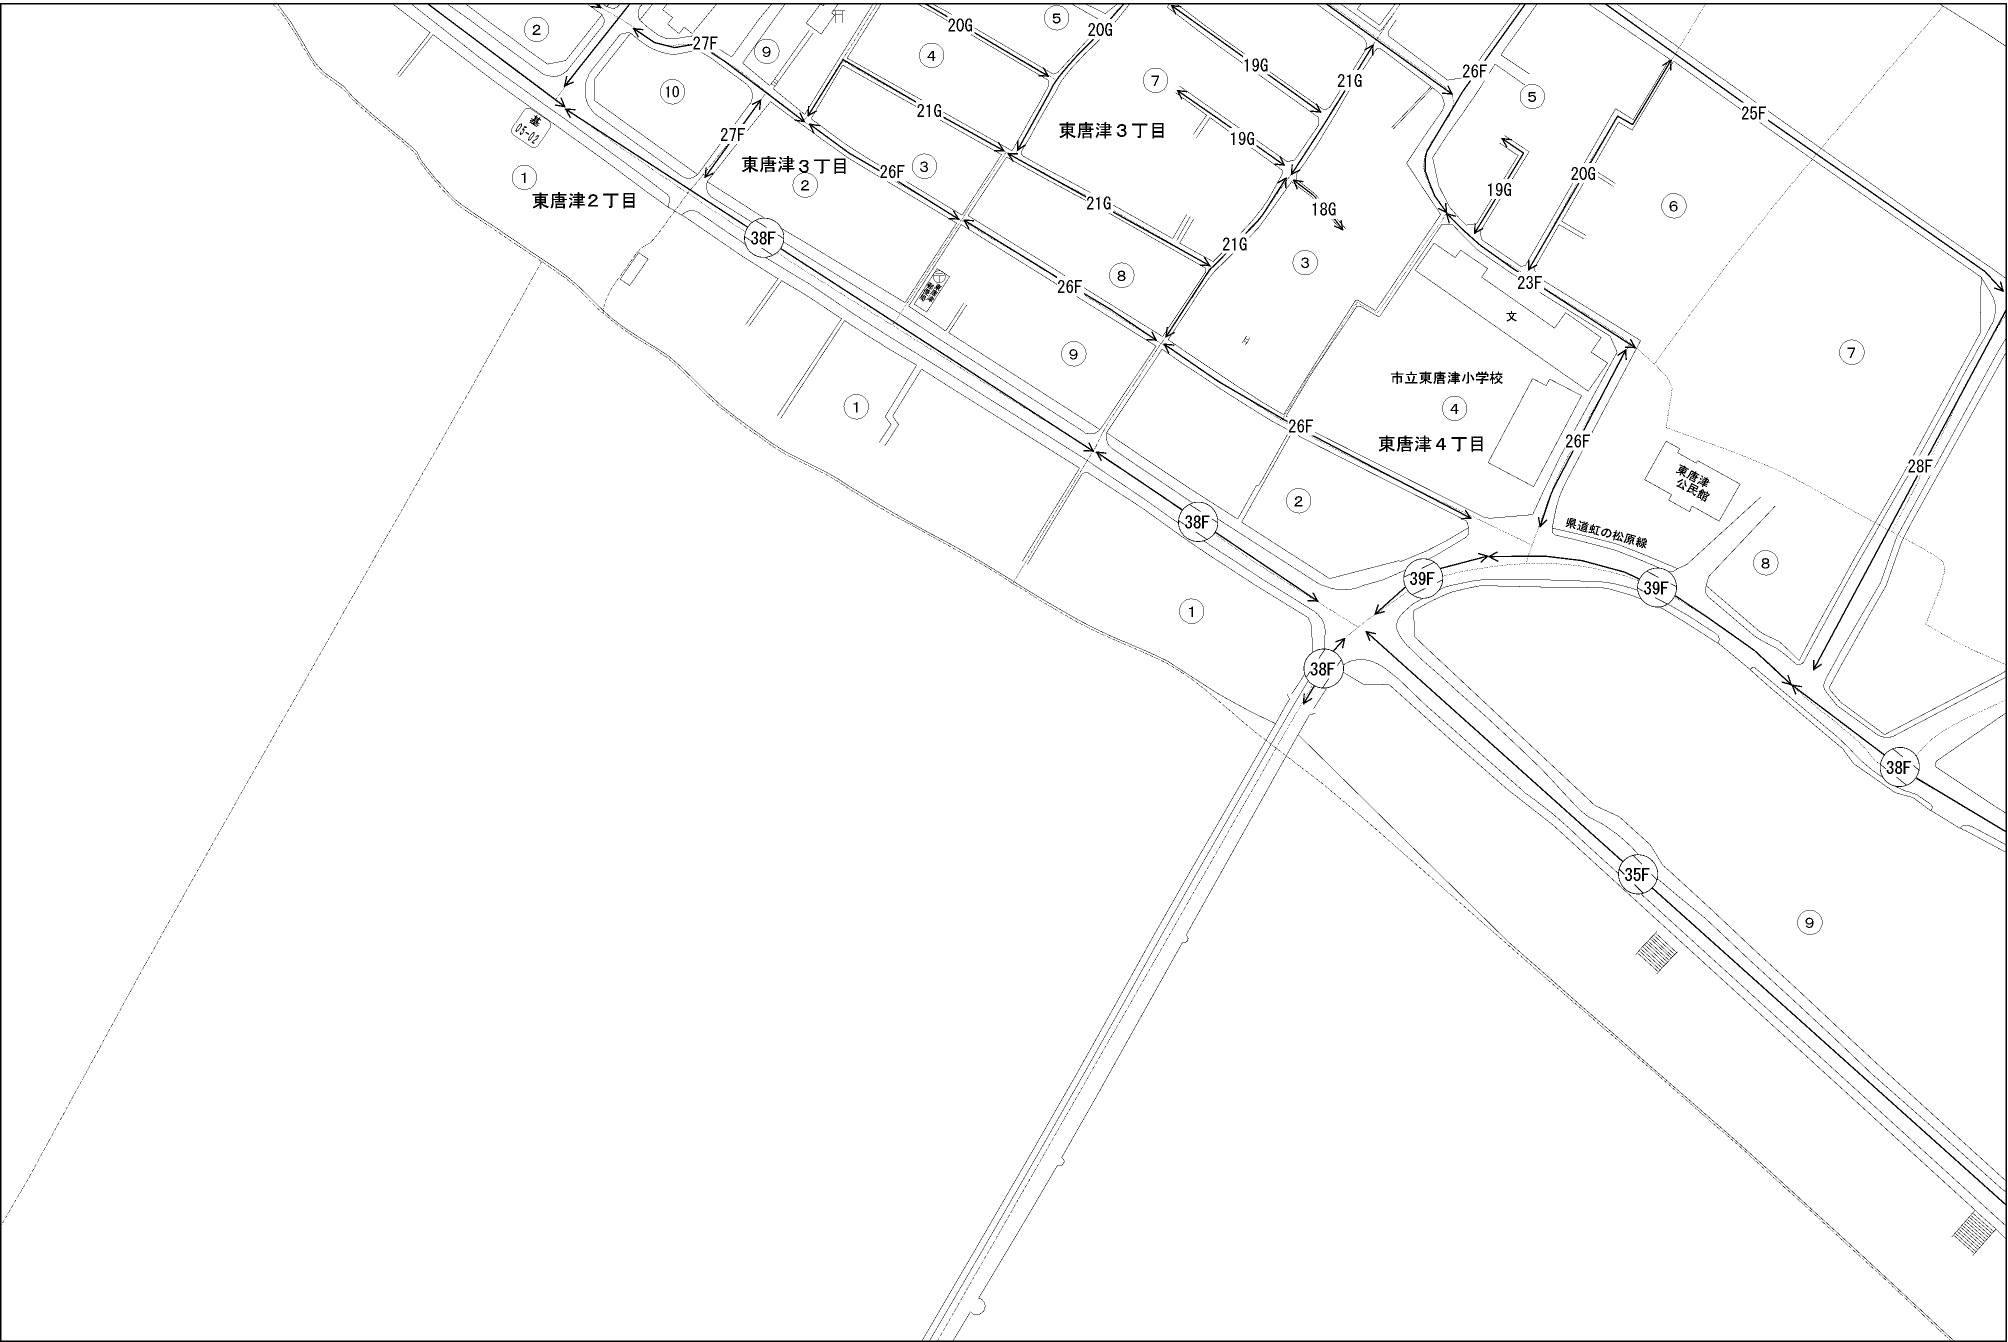 ②
20G
⑤
20G
27F
⑨
④
19G
26F
⑦
21G
⑤
⑩
21G
25F
基
05-02
27F
東唐津３丁目
19G
東唐津３丁目
②
26F
③
①
東唐津２丁目
20G
19G
21G
18G
⑥
38F
21G
③
⑧
26F
23F
文
⑨
⑦
市立東唐津小学校
④
①
26F
東唐津４丁目
26F
28F
東唐津
公民館
②
38F
県道虹の松原線
⑧
39F
39F
①
38F
38F
35F
⑨